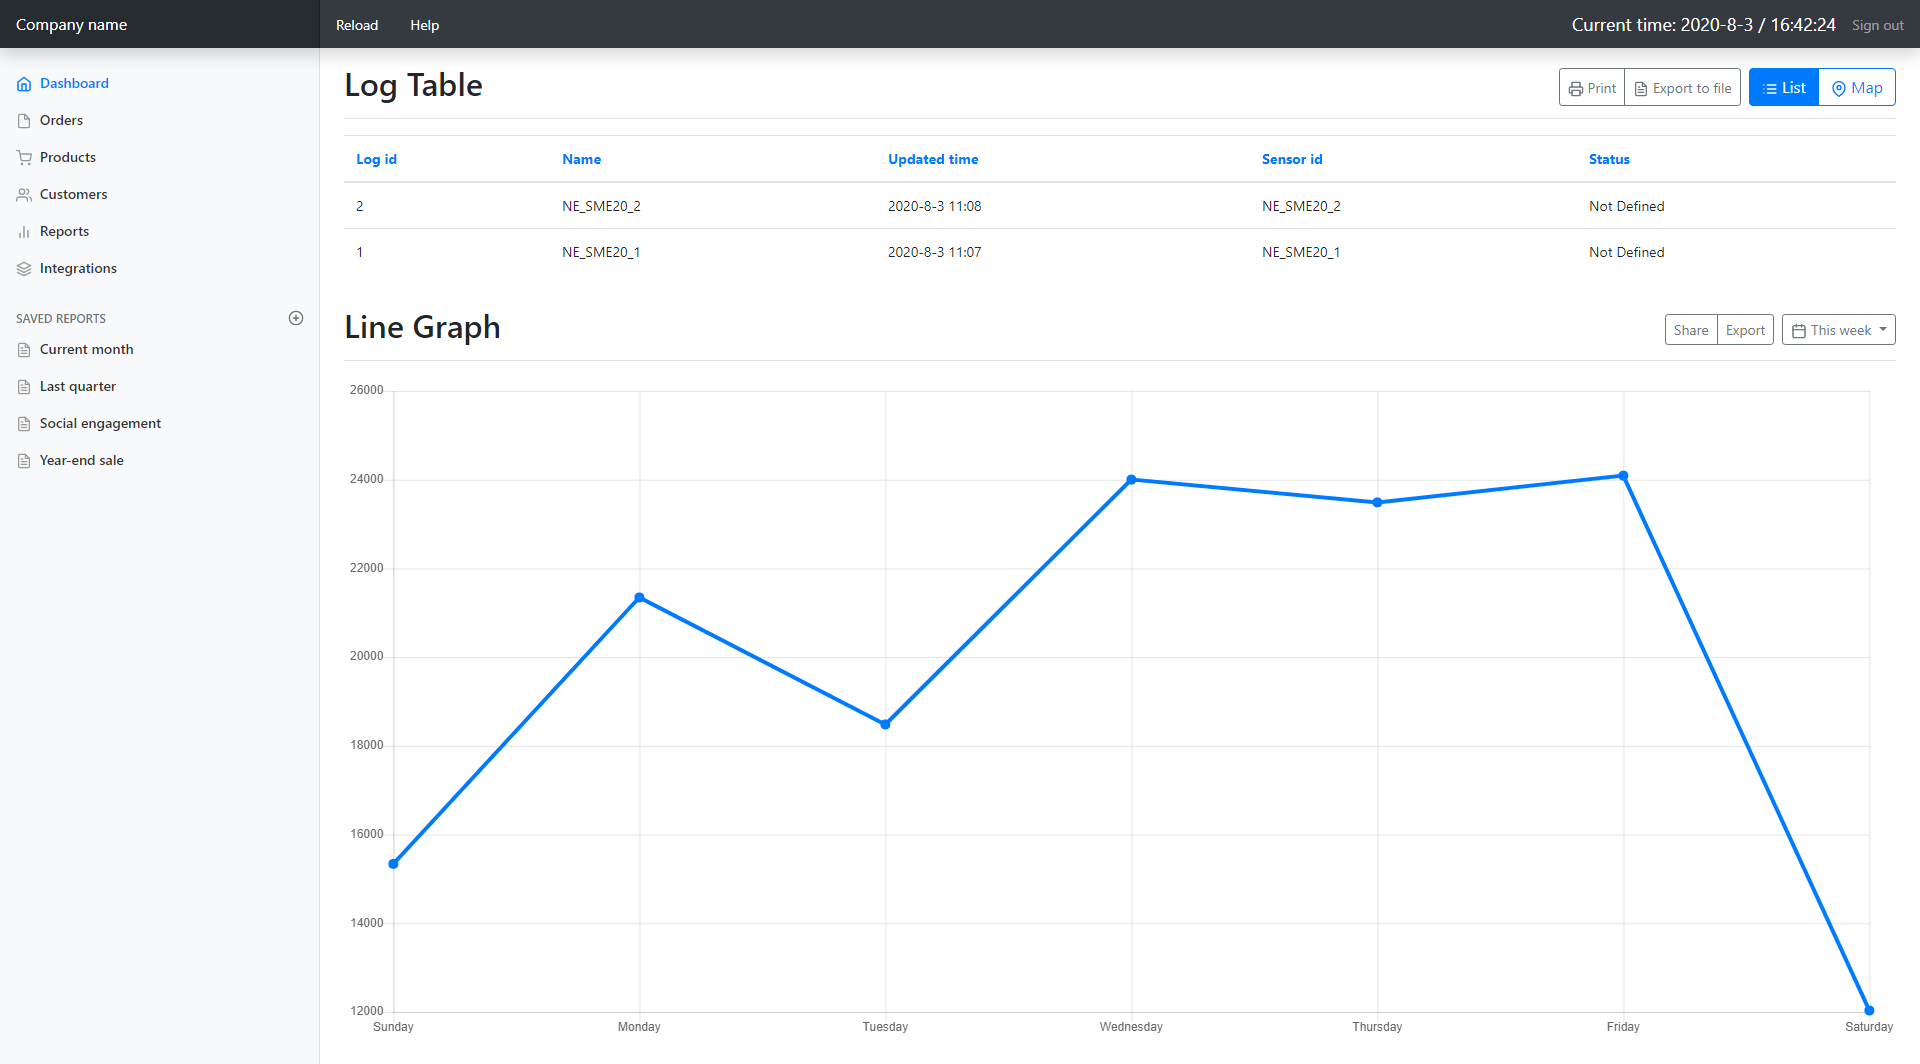 Company name
Reload Help
Current time: 2020-8-3 / 16:42:24 Sign out
Dashboard
Orders
Products
Customers
Reports
Integrations
SAVED REPORTS
Current month
Last quarter
Social engagement
Year-end sale
Log Table
Print Export to file List Map
Log id Name Updated time Sensor id Status
2 NE_SME20_2 2020-8-3 11:08 NE_SME20_2 Not Defined
1 NE_SME20_1 2020-8-3 11:07 NE_SME20_1 Not Defined
Line Graph
Share Export This week
26000
24000
22000
20000
18000
16000
14000
12000
Sunday Monday Tuesday Wednesday Thursday Friday Saturday